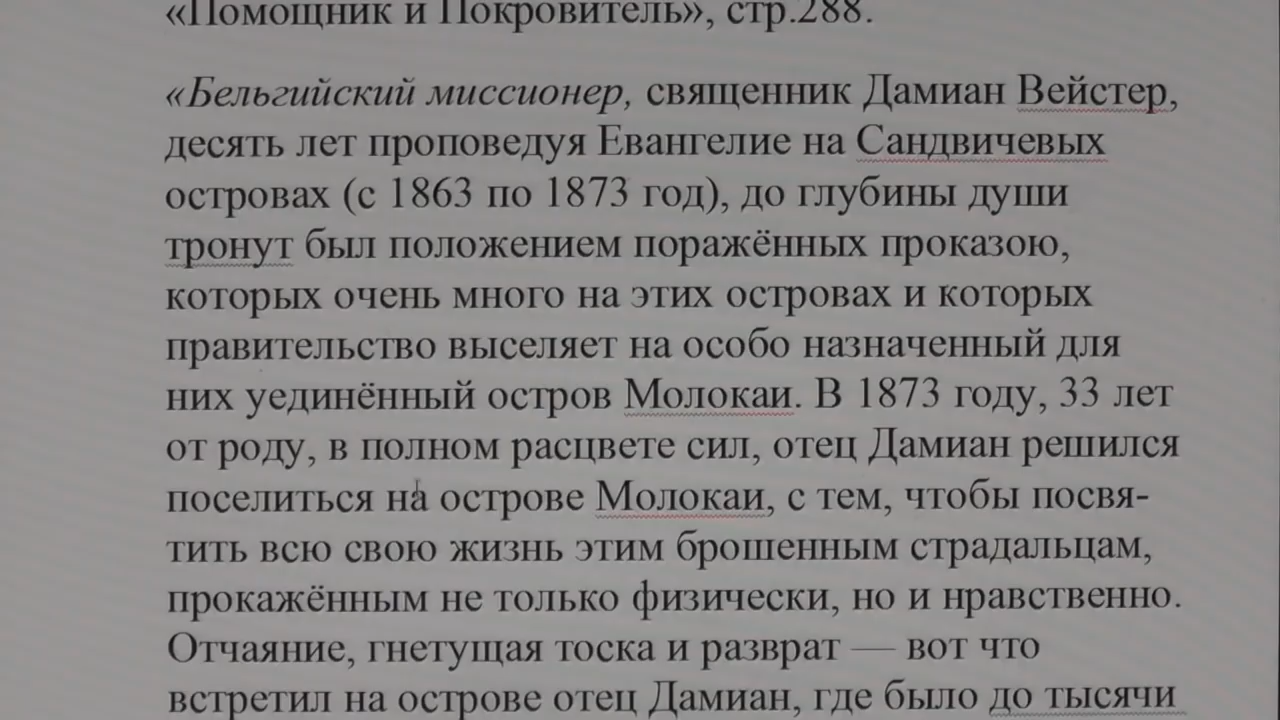 «Помощник и Покровитель», стр.288.
«Бельгийский миссионер, священник Дамиан Вейстер,
десять лет проповедуя Евангелие на Сандвичевых
островах (с 1863 по 1873 год), до глубины души
тронут был положением поражённых проказою,
которых очень много на этих островах и которых
правительство выселяет на особо назначенный для
них уединённый остров Молокаи. В 1873 году, 33 лет
от роду, в полном расцвете сил, отец Дамиан решился
поселиться на острове Молокаи, с тем, чтобы посвя-
тить всю свою жизнь этим брошенным страдальцам,
прокажённым не только физически, но и нравственно.
Отчаяние, гнетущая тоска и разврат — вот что
встретил на острове отец Дамиан, где было до тысячи